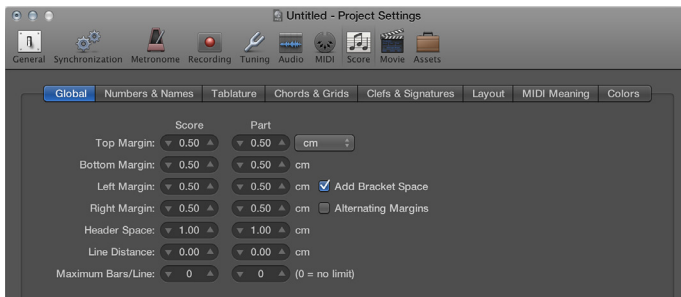 Untitled - Project Settings
General Synchronization Metronome Recording Tuning Audio MIDI Score Movie Assets
Global Numbers & Names Tablature Chords & Grids Clefs & Signatures Layout MIDI Meaning Colors
Score Part
Top Margin: 0.50 0.50 cm
Bottom Margin: 0.50 0.50 cm
Left Margin: 0.50 0.50 cm Add Bracket Space
Right Margin: 0.50 0.50 cm Alternating Margins
Header Space: 1.00 1.00 cm
Line Distance: 0.00 0.00 cm
Maximum Bars/Line: 0 0 (0 = no limit)